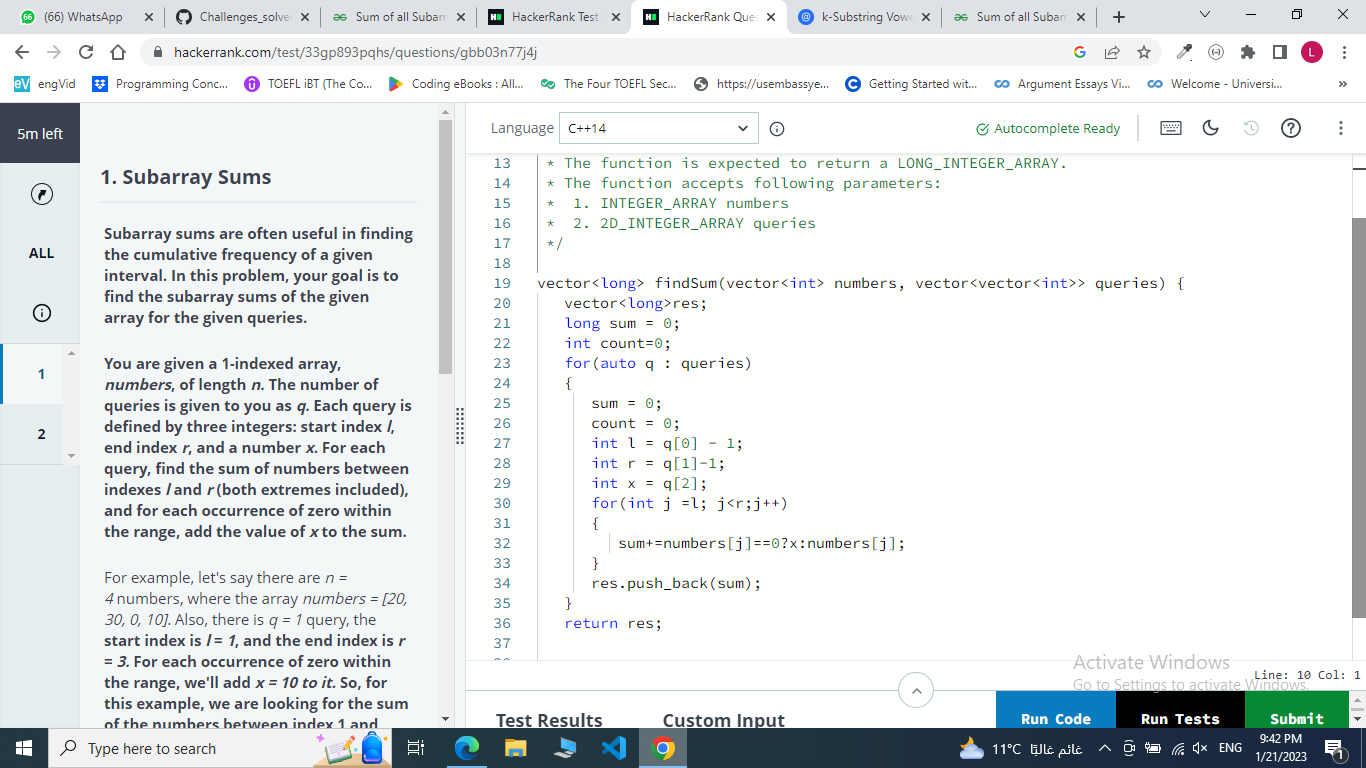 66 (66) WhatsApp
Challenges_solve
Sum of all Subarr
HackerRank Test
HackerRank Que
k-Substring Vow
Sum of all Subarr
hackerrank.com/test/33gp893pqhs/questions/gbb03n77j4j
L
eV engVid
Programming Conc...
TOEFL iBT (The Co...
Coding eBooks : All...
The Four TOEFL Sec...
https://usembassye...
Getting Started wit...
Argument Essays Vi...
Welcome - Universi...
»
5m left
ALL
1
2
1. Subarray Sums
Subarray sums are often useful in finding
the cumulative frequency of a given
interval. In this problem, your goal is to
find the subarray sums of the given
array for the given queries.
You are given a 1-indexed array,
numbers, of length n. The number of
queries is given to you as q. Each query is
defined by three integers: start index l,
end index r, and a number x. For each
query, find the sum of numbers between
indexes l and r (both extremes included),
and for each occurrence of zero within
the range, add the value of x to the sum.
For example, let's say there are n =
4 numbers, where the array numbers = [20,
30, 0, 10]. Also, there is q = 1 query, the
start index is l = 1, and the end index is r
= 3. For each occurrence of zero within
the range, we'll add x = 10 to it. So, for
this example, we are looking for the sum
of the numbers between index 1 and
Language C++14
Autocomplete Ready
13 * The function is expected to return a LONG_INTEGER_ARRAY.
14 * The function accepts following parameters:
15 *  1. INTEGER_ARRAY numbers
16 *  2. 2D_INTEGER_ARRAY queries
17 */
18
19 vector<long> findSum(vector<int> numbers, vector<vector<int>> queries) {
20 vector<long>res;
21 long sum = 0;
22 int count=0;
23 for(auto q : queries)
24 {
25 sum = 0;
26 count = 0;
27 int l = q[0] - 1;
28 int r = q[1]-1;
29 int x = q[2];
30 for(int j =l; j<r;j++)
31 {
32 sum+=numbers[j]==0?x:numbers[j];
33 }
34 res.push_back(sum);
35 }
36 return res;
37
Activate Windows
Go to Settings to activate Windows.
Line: 10 Col: 1
Test Results
Custom Input
Run Code
Run Tests
Submit
Type here to search
11°C غائم غالبًا
ENG
9:42 PM
1/21/2023
1